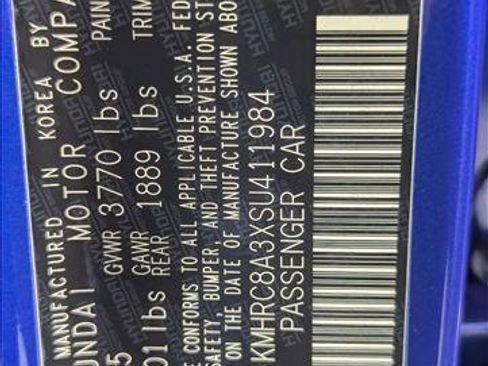 MANUFACTURED IN KOREA BY
UNDAI MOTOR COMPA
5 GVWR 3770 lbs PAIN
01 lbs GAWR REAR 1889 lbs TRIM
E CONFORMS TO ALL APPLICABLE U.S.A. FED
SAFETY, BUMPER, AND THEFT PREVENTION ST
ON THE DATE OF MANUFACTURE SHOWN ABO
KMHRC8A3XSU411984
PASSENGER CAR